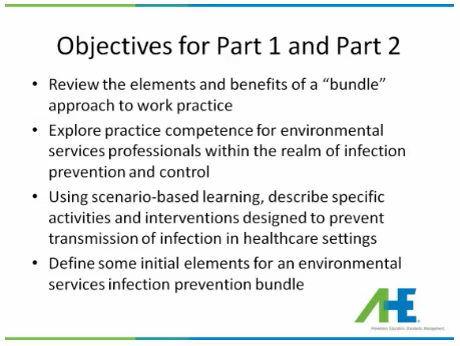 Objectives for Part 1 and Part 2
• Review the elements and benefits of a “bundle”
approach to work practice
• Explore practice competence for environmental
services professionals within the realm of infection
prevention and control
• Using scenario-based learning, describe specific
activities and interventions designed to prevent
transmission of infection in healthcare settings
• Define some initial elements for an environmental
services infection prevention bundle
AHE